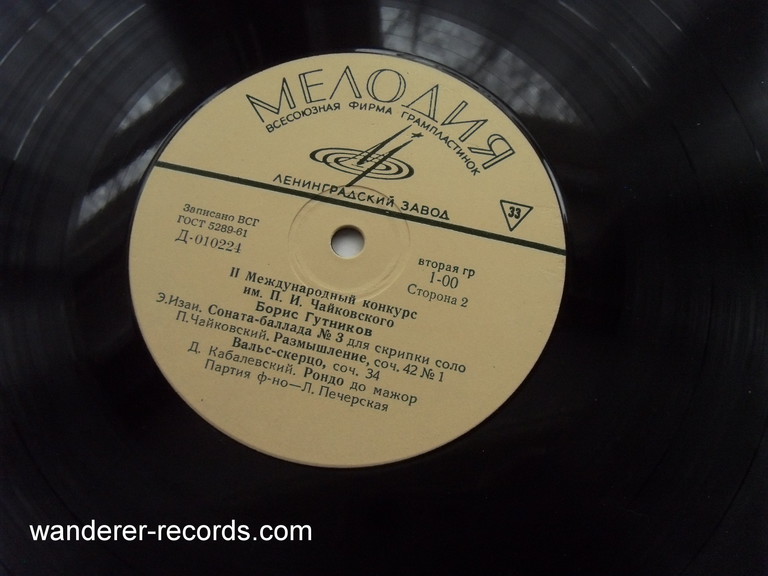 МЕЛОДИЯ
ВСЕСОЮЗНАЯ ФИРМА ГРАМПЛАСТИНОК
ЛЕНИНГРАДСКИЙ ЗАВОД
33
Записано ВСГ
ГОСТ 5289-61
Д-010224
вторая гр
1-00
Сторона 2
II Международный конкурс
им. П. И. Чайковского
Борис Гутников
Э.Изаи. Соната-баллада № 3 для скрипки соло
П.Чайковский. Размышление, соч. 42 № 1
Вальс-скерцо, соч. 34
Д. Кабалевский. Рондо до мажор
Партия ф-но—Л. Печерская
wanderer-records.com